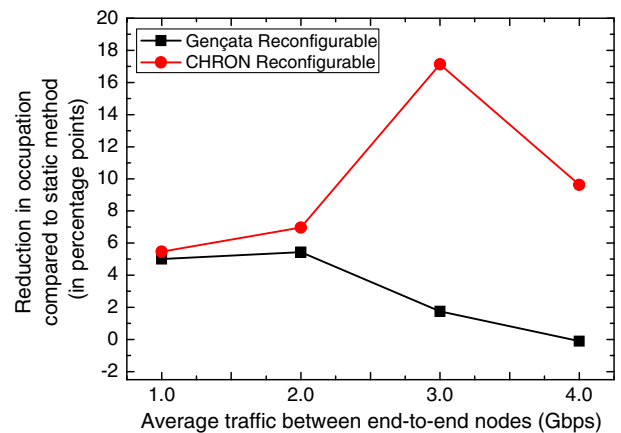 Gençata Reconfigurable
CHRON Reconfigurable
Reduction in occupation
compared to static method
(in percentage points)
20
18
16
14
12
10
8
6
4
2
0
-2
1.0 2.0 3.0 4.0
Average traffic between end-to-end nodes (Gbps)